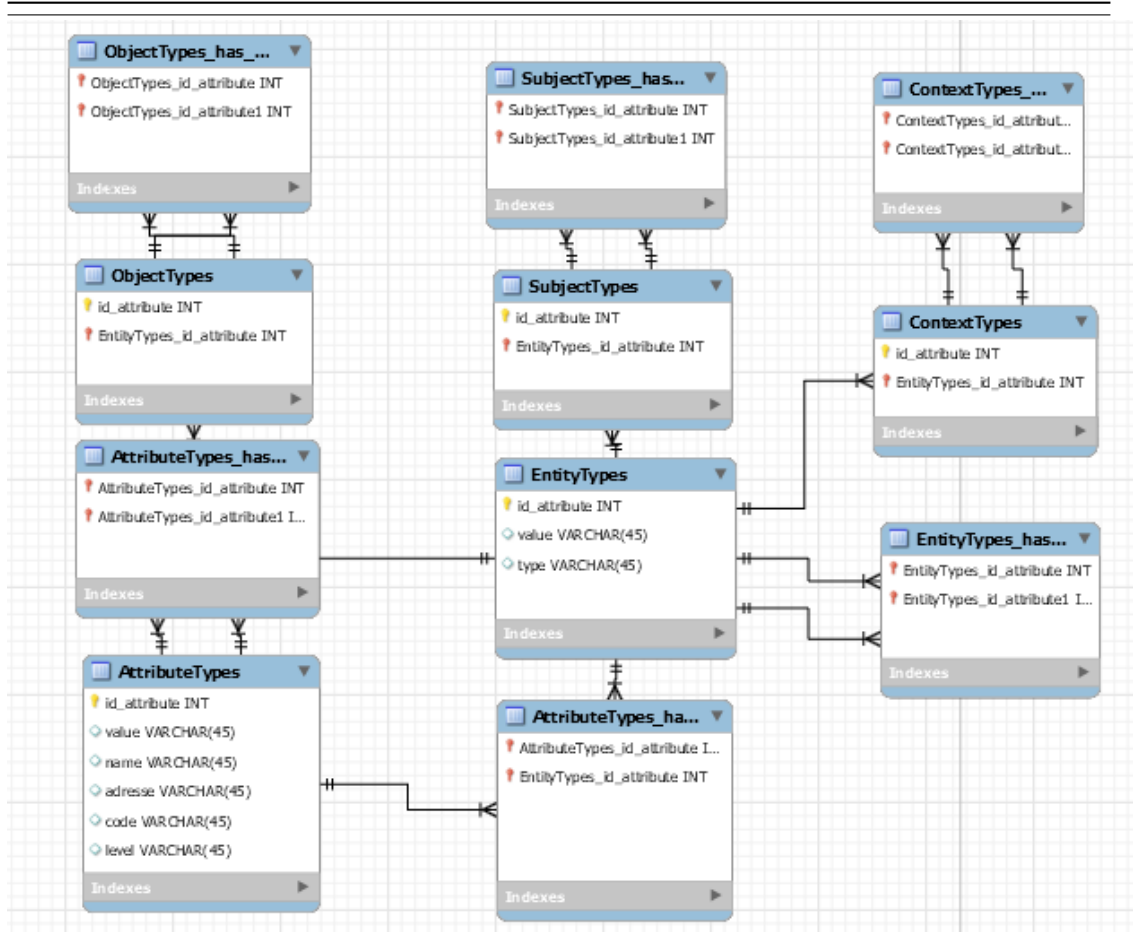 ObjectTypes_has_...
ObjectTypes_id_attribute INT
ObjectTypes_id_attribute1 INT
Indexes
SubjectTypes_has...
SubjectTypes_id_attribute INT
SubjectTypes_id_attribute1 INT
Indexes
ContextTypes_...
ContextTypes_id_attribut...
ContextTypes_id_attribut...
Indexes
ObjectTypes
id_attribute INT
EntityTypes_id_attribute INT
Indexes
SubjectTypes
id_attribute INT
EntityTypes_id_attribute INT
Indexes
ContextTypes
id_attribute INT
EntityTypes_id_attribute INT
Indexes
AttributeTypes_has...
AttributeTypes_id_attribute INT
AttributeTypes_id_attribute1 I...
Indexes
EntityTypes
id_attribute INT
value VARCHAR(45)
type VARCHAR(45)
Indexes
EntityTypes_has...
EntityTypes_id_attribute INT
EntityTypes_id_attribute1 I...
Indexes
AttributeTypes
id_attribute INT
value VARCHAR(45)
name VARCHAR(45)
adresse VARCHAR(45)
code VARCHAR(45)
level VARCHAR(45)
Indexes
AttributeTypes_ha...
AttributeTypes_id_attribute I...
EntityTypes_id_attribute INT
Indexes